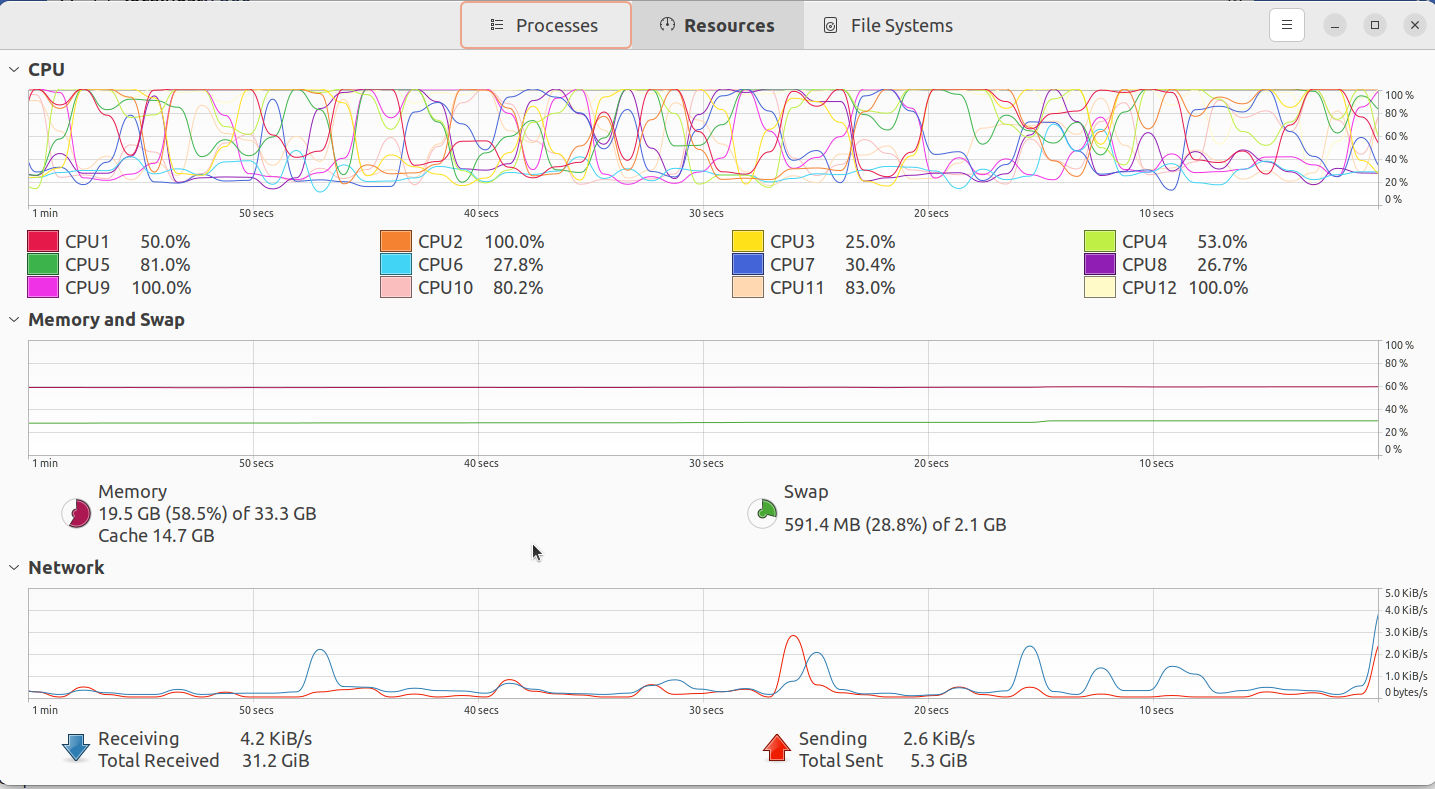 Processes Resources File Systems
CPU
100 %
80 %
60 %
40 %
20 %
0 %
1 min 50 secs 40 secs 30 secs 20 secs 10 secs
CPU1 50.0% CPU2 100.0% CPU3 25.0% CPU4 53.0%
CPU5 81.0% CPU6 27.8% CPU7 30.4% CPU8 26.7%
CPU9 100.0% CPU10 80.2% CPU11 83.0% CPU12 100.0%
Memory and Swap
100 %
80 %
60 %
40 %
20 %
0 %
1 min 50 secs 40 secs 30 secs 20 secs 10 secs
Memory Swap
19.5 GB (58.5%) of 33.3 GB 591.4 MB (28.8%) of 2.1 GB
Cache 14.7 GB
Network
5.0 KiB/s
4.0 KiB/s
3.0 KiB/s
2.0 KiB/s
1.0 KiB/s
0 bytes/s
1 min 50 secs 40 secs 30 secs 20 secs 10 secs
Receiving 4.2 KiB/s Sending 2.6 KiB/s
Total Received 31.2 GiB Total Sent 5.3 GiB